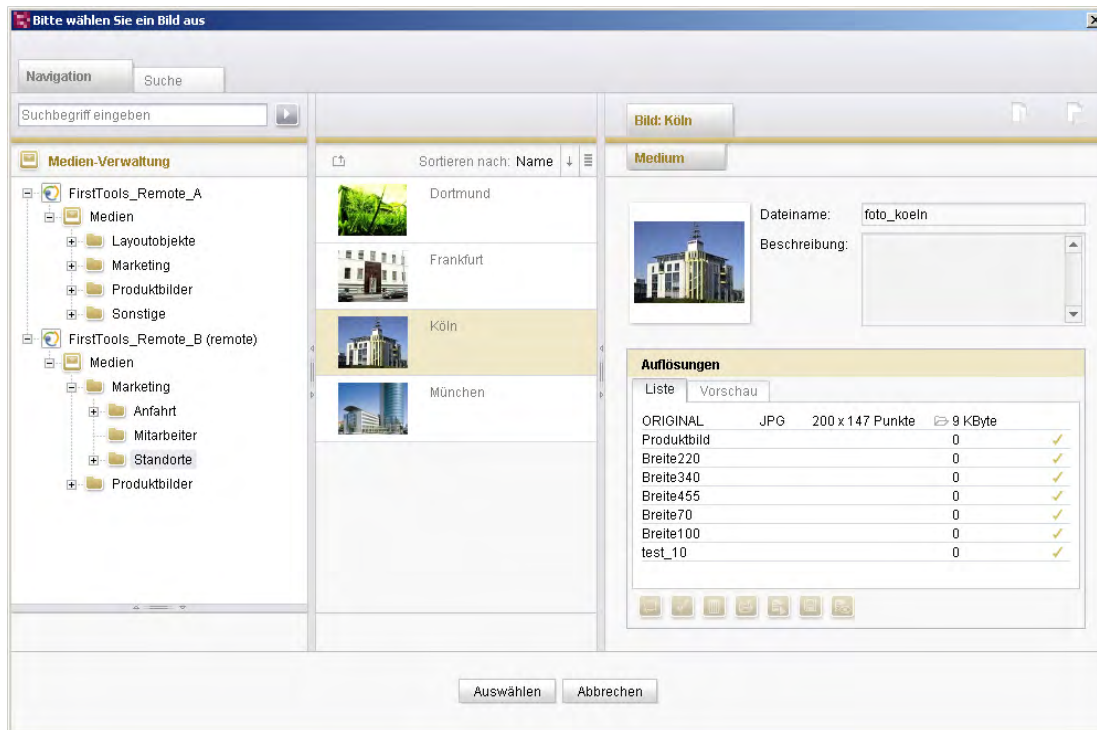 Bitte wählen Sie ein Bild aus
Navigation
Suche
Suchbegriff eingeben
Medien-Verwaltung
FirstTools_Remote_A
Medien
Layoutobjekte
Marketing
Produktbilder
Sonstige
FirstTools_Remote_B (remote)
Medien
Marketing
Anfahrt
Mitarbeiter
Standorte
Produktbilder
Sortieren nach: Name
Dortmund
Frankfurt
Köln
München
Bild: Köln
Medium
Dateiname: foto_koeln
Beschreibung:
Auflösungen
Liste Vorschau
ORIGINAL JPG 200 x 147 Punkte 9 KByte
Produktbild 0
Breite220 0
Breite340 0
Breite455 0
Breite70 0
Breite100 0
test_10 0
Auswählen Abbrechen